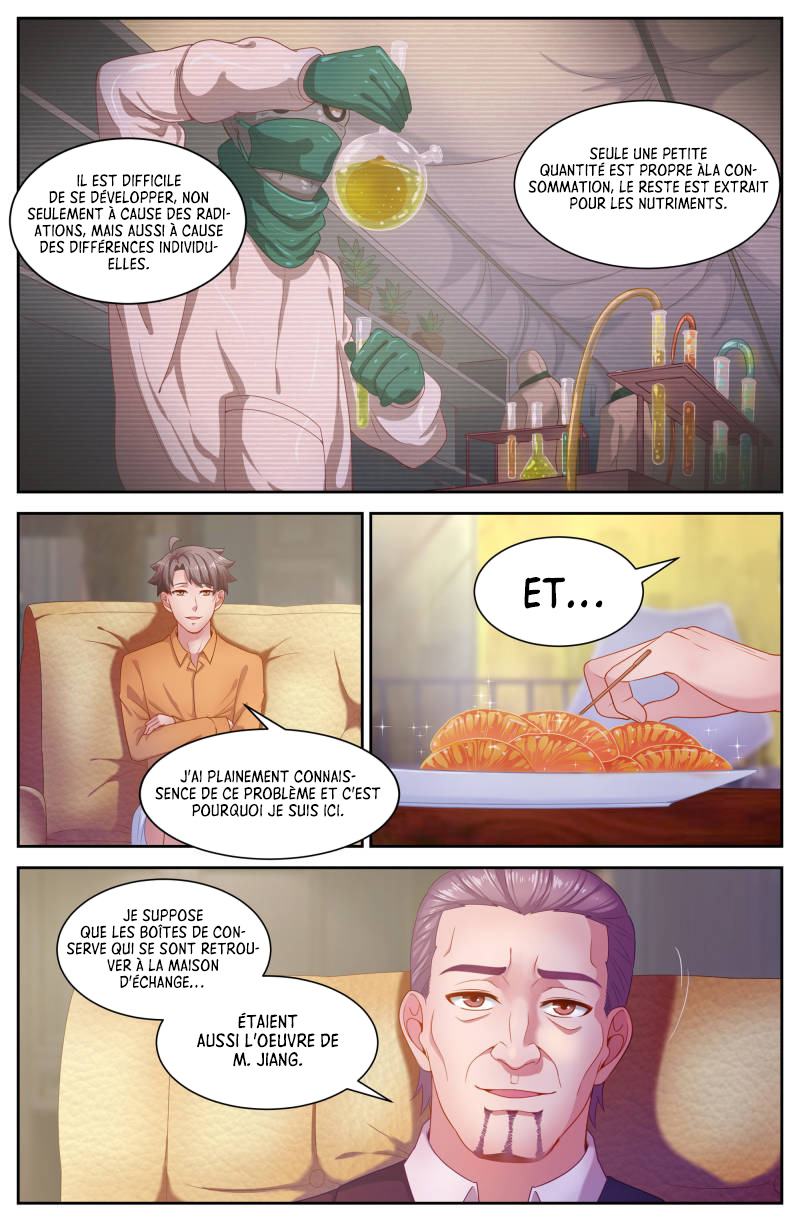 IL EST DIFFICILE
DE SE DÉVELOPPER, NON
SEULEMENT À CAUSE DES RADI-
ATIONS, MAIS AUSSI À CAUSE
DES DIFFÉRENCES INDIVIDU-
ELLES.
SEULE UNE PETITE
QUANTITÉ EST PROPRE ÀLA CON-
SOMMATION, LE RESTE EST EXTRAIT
POUR LES NUTRIMENTS.
J'AI PLAINEMENT CONNAIS-
SENCE DE CE PROBLÈME ET C'EST
POURQUOI JE SUIS ICI.
ET...
JE SUPPOSE
QUE LES BOÎTES DE CON-
SERVE QUI SE SONT RETROU-
VER À LA MAISON
D'ÉCHANGE...
ÉTAIENT
AUSSI L'OEUVRE DE
M. JIANG.